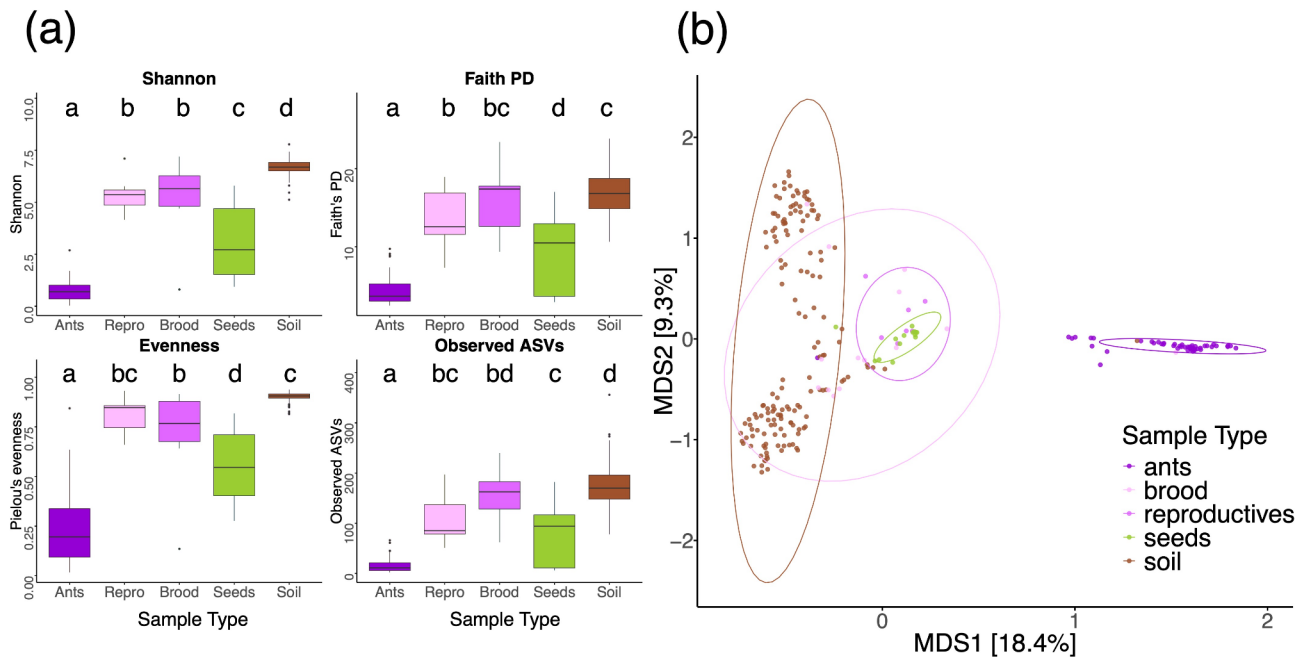 (a)
Shannon
a b b c d
Shannon
10.0
7.5
5.0
2.5
0.0
Ants Repro Brood Seeds Soil
Faith PD
a b bc d c
Faith's PD
20
10
Ants Repro Brood Seeds Soil
Evenness
a bc b d c
Pielou's evenness
1.00
0.75
0.50
0.25
0.00
Ants Repro Brood Seeds Soil
Sample Type
Observed ASVs
a bc bd c d
Observed ASVs
400
300
200
100
0
Ants Repro Brood Seeds Soil
Sample Type
(b)
MDS2 [9.3%]
2
1
0
−1
−2
0 1 2
MDS1 [18.4%]
Sample Type
ants
brood
reproductives
seeds
soil